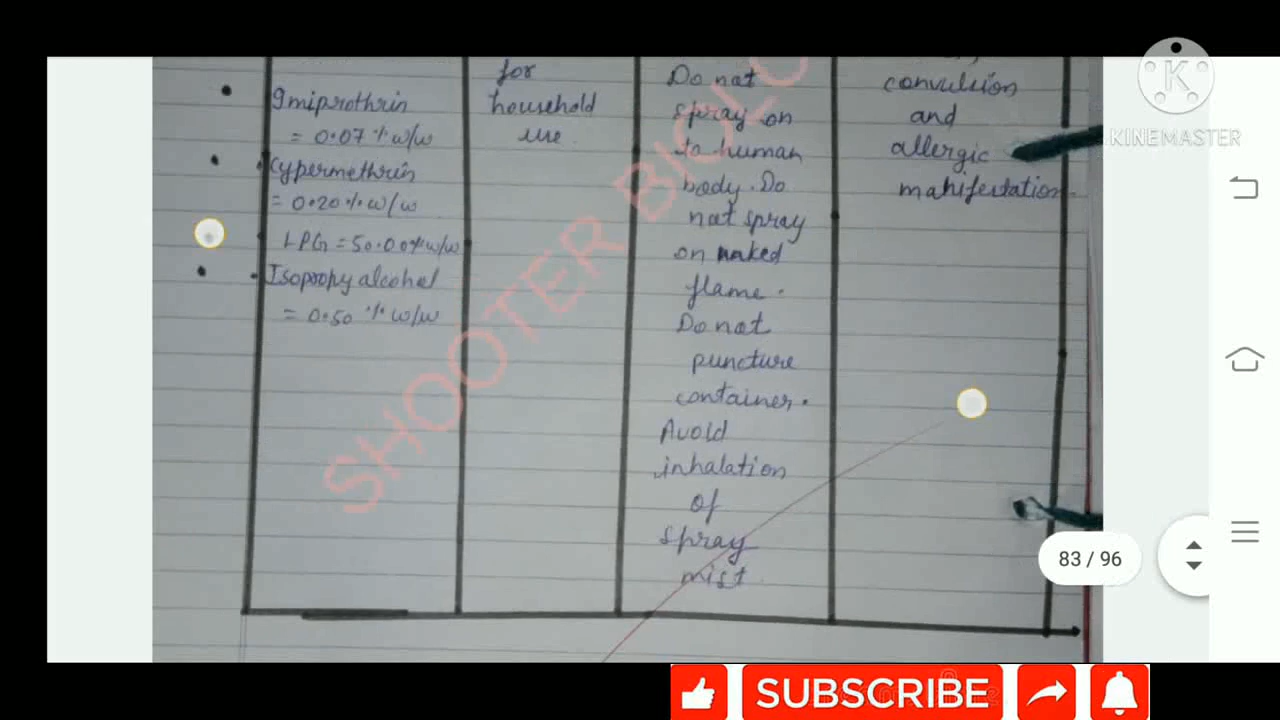 Imiprothrin
= 0.07 % w/w
Cypermethrin
= 0.20 % w/w
LPG = 50.00% w/w
Isopropy alcohol
= 0.50 % w/w
for
household
use
Do not
spray on
to human
body. Do
not spray
on naked
flame.
Do not
puncture
container.
Avoid
inhalation
of
spray
mist
convulsion
and
allergic
manifestation.
SHOOTER BIOLO
K
KINEMASTER
83 / 96
SUBSCRIBE